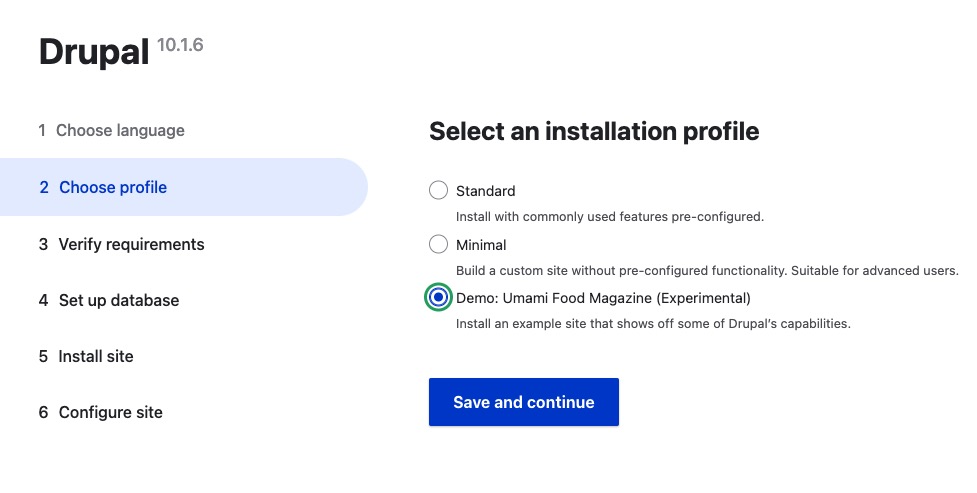 Drupal 10.1.6
1 Choose language
2 Choose profile
3 Verify requirements
4 Set up database
5 Install site
6 Configure site
Select an installation profile
Standard
Install with commonly used features pre-configured.
Minimal
Build a custom site without pre-configured functionality. Suitable for advanced users.
Demo: Umami Food Magazine (Experimental)
Install an example site that shows off some of Drupal's capabilities.
Save and continue